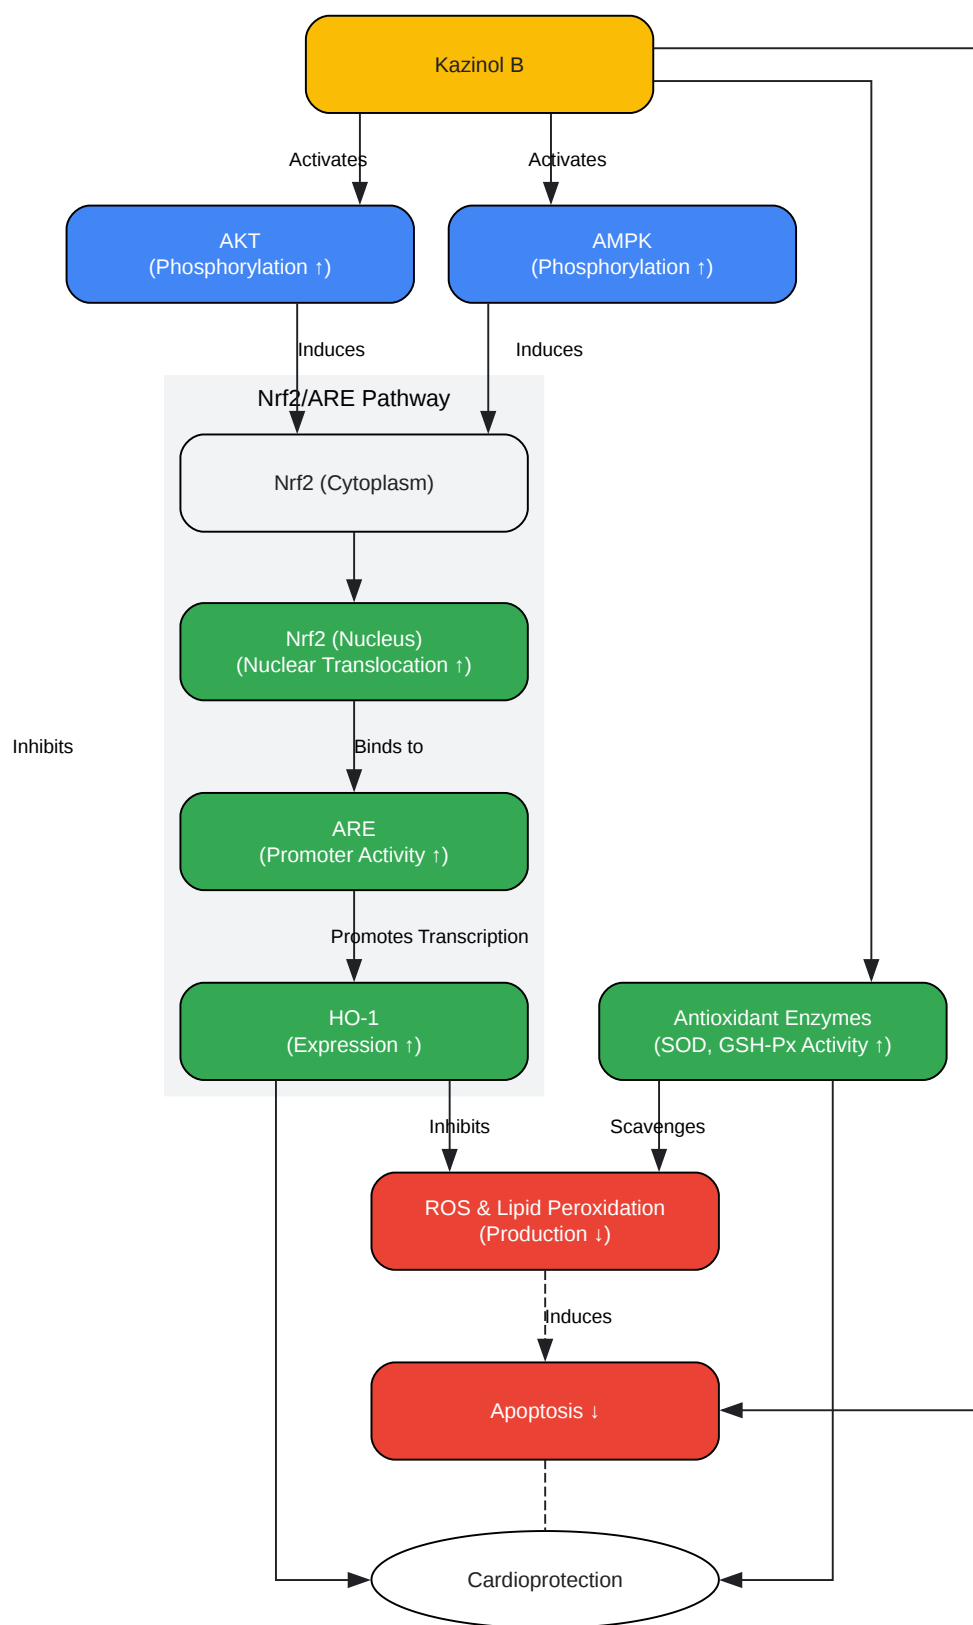 Kazinol B
Activates
Activates
AKT
(Phosphorylation ↑)
AMPK
(Phosphorylation ↑)
Induces
Induces
Nrf2/ARE Pathway
Nrf2 (Cytoplasm)
Nrf2 (Nucleus)
(Nuclear Translocation ↑)
Inhibits
Binds to
ARE
(Promoter Activity ↑)
Promotes Transcription
HO-1
(Expression ↑)
Antioxidant Enzymes
(SOD, GSH-Px Activity ↑)
Inhibits
Scavenges
ROS & Lipid Peroxidation
(Production ↓)
Induces
Apoptosis ↓
Cardioprotection